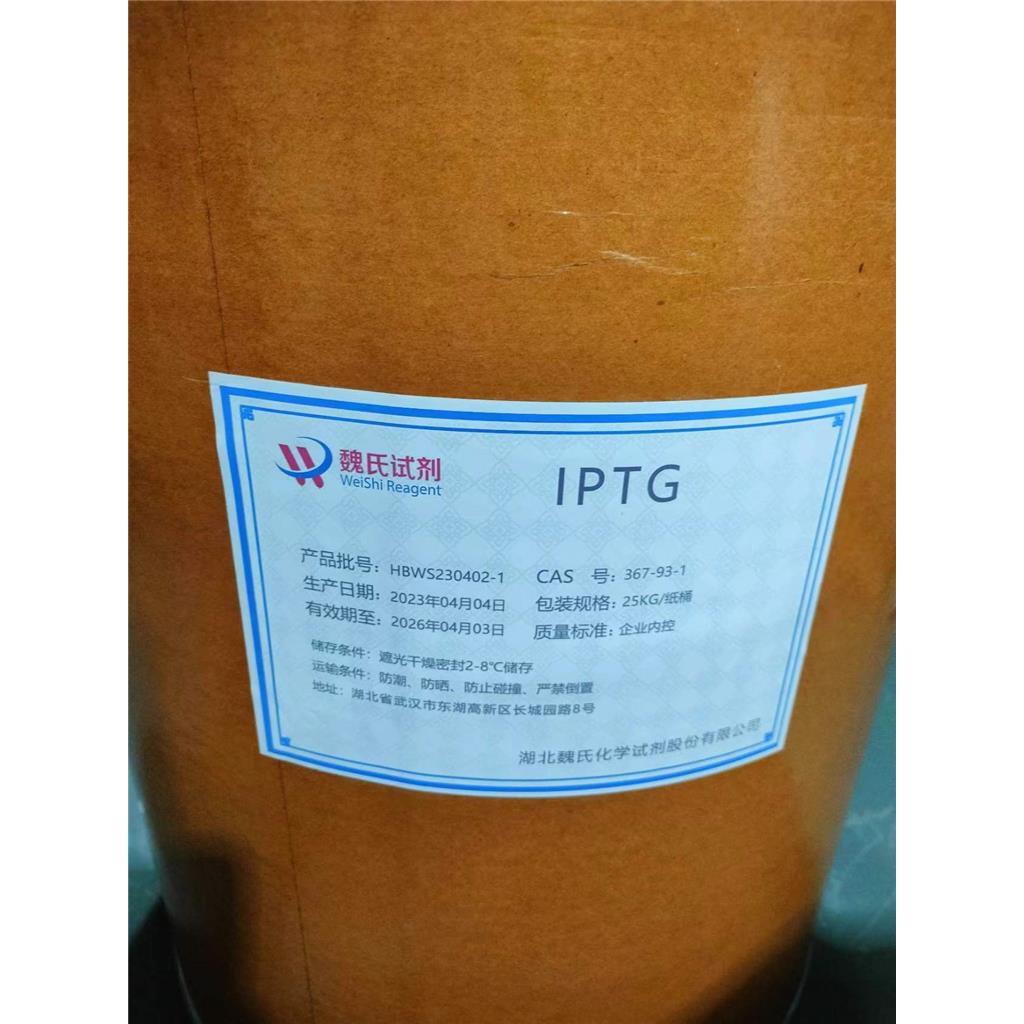 魏氏试剂
WeiShi Reagent
IPTG
产品批号：HBWS230402-1 CAS 号：367-93-1
生产日期：2023年04月04日 包装规格：25KG/纸桶
有效期至：2026年04月03日 质量标准：企业内控
储存条件：遮光干燥密封2-8℃储存
运输条件：防潮、防晒、防止碰撞、严禁倒置
地址：湖北省武汉市东湖高新区长城园路8号
湖北魏氏化学试剂股份有限公司